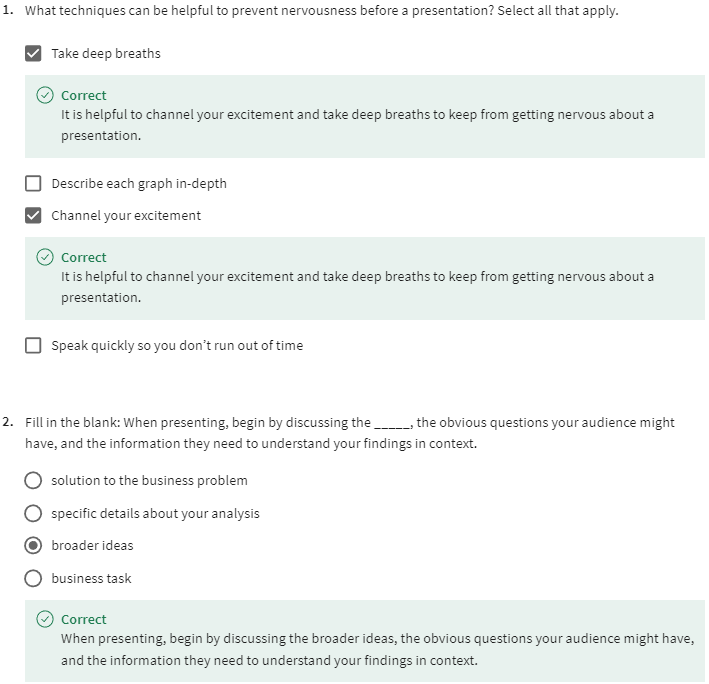 1. What techniques can be helpful to prevent nervousness before a presentation? Select all that apply.
Take deep breaths
Correct
It is helpful to channel your excitement and take deep breaths to keep from getting nervous about a
presentation.
Describe each graph in-depth
Channel your excitement
Correct
It is helpful to channel your excitement and take deep breaths to keep from getting nervous about a
presentation.
Speak quickly so you don't run out of time
2. Fill in the blank: When presenting, begin by discussing the _____, the obvious questions your audience might
have, and the information they need to understand your findings in context.
solution to the business problem
specific details about your analysis
broader ideas
business task
Correct
When presenting, begin by discussing the broader ideas, the obvious questions your audience might have,
and the information they need to understand your findings in context.